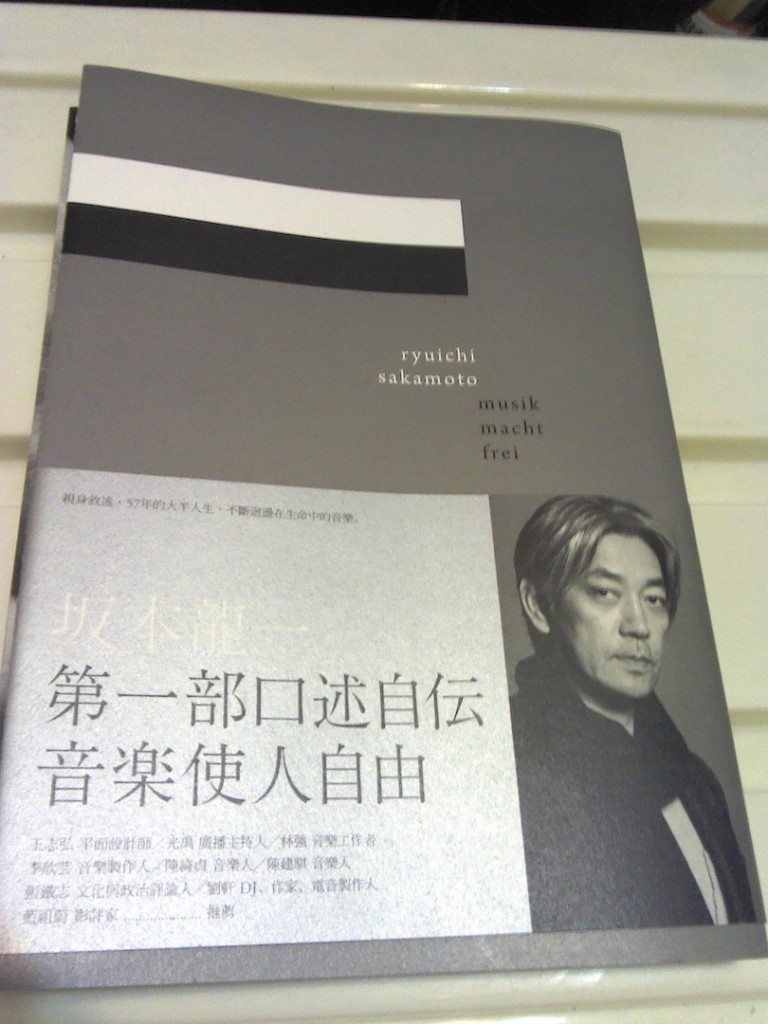 ryuichi
sakamoto
musik
macht
frei
親身敘述，57年的大半人生，不斷迴盪在生命中的音樂。
坂本龍一
第一部口述自伝
音楽使人自由
王志弘 平面設計師／光禹 廣播主持人／林強 音樂工作者
李欣芸 音樂製作人／陳綺貞 音樂人／陳建騏 音樂人
張鐵志 文化與政治評論人／劉軒 DJ、作家、電音製作人
藍祖蔚 影評家 ..................... 推薦